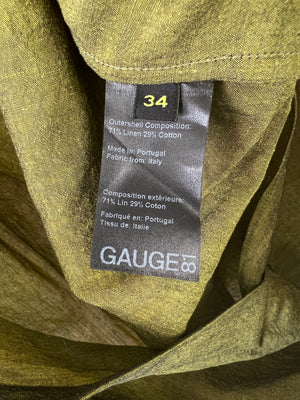 34
Outershell Composition:
71% Linen 29% Cotton
Made in: Portugal
Fabric from: Italy
Composition extérieure:
71% Lin 29% Coton
Fabriqué en: Portugal
Tissu de: Italie
GAUGE81